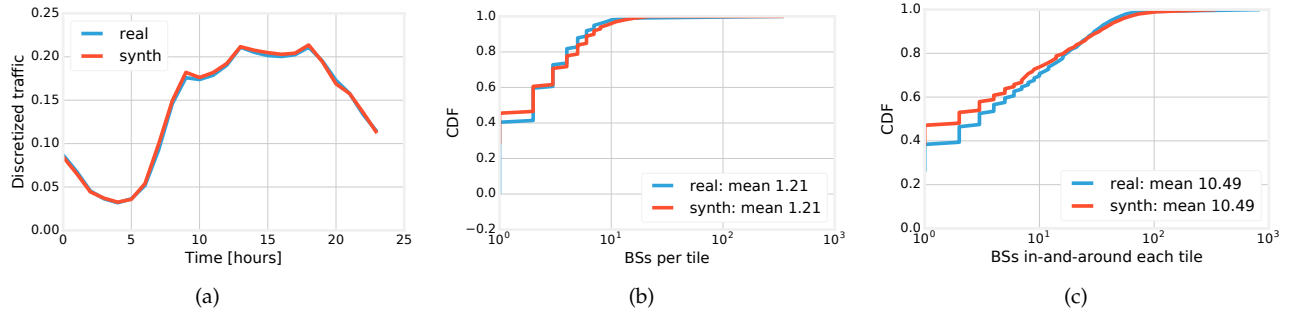 0.25
0.20
0.15
0.10
0.05
0.00
0 5 10 15 20 25
Discretized traffic
Time [hours]
real
synth
(a)
1.0
0.8
0.6
0.4
0.2
0.0
−0.2
10^0 10^1 10^2 10^3
CDF
BSs per tile
real: mean 1.21
synth: mean 1.21
(b)
1.0
0.8
0.6
0.4
0.2
0.0
10^0 10^1 10^2 10^3
CDF
BSs in-and-around each tile
real: mean 10.49
synth: mean 10.49
(c)